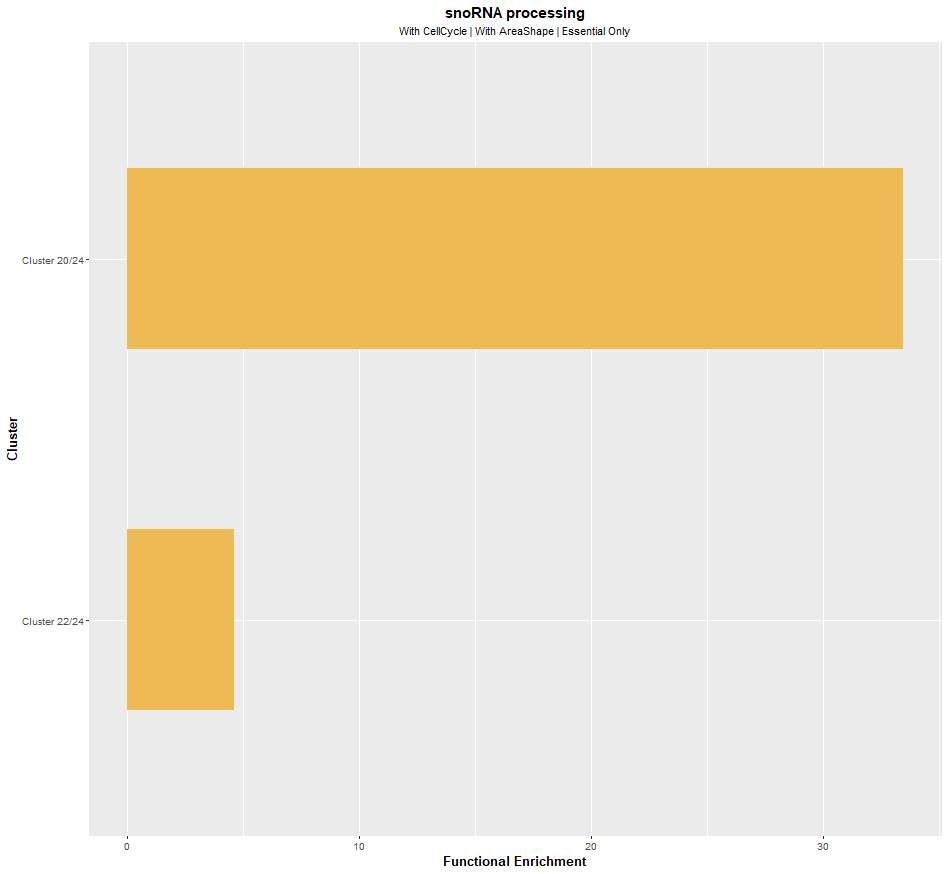 snoRNA processing
With CellCycle | With AreaShape | Essential Only
Cluster
Cluster 20/24
Cluster 22/24
0 10 20 30
Functional Enrichment